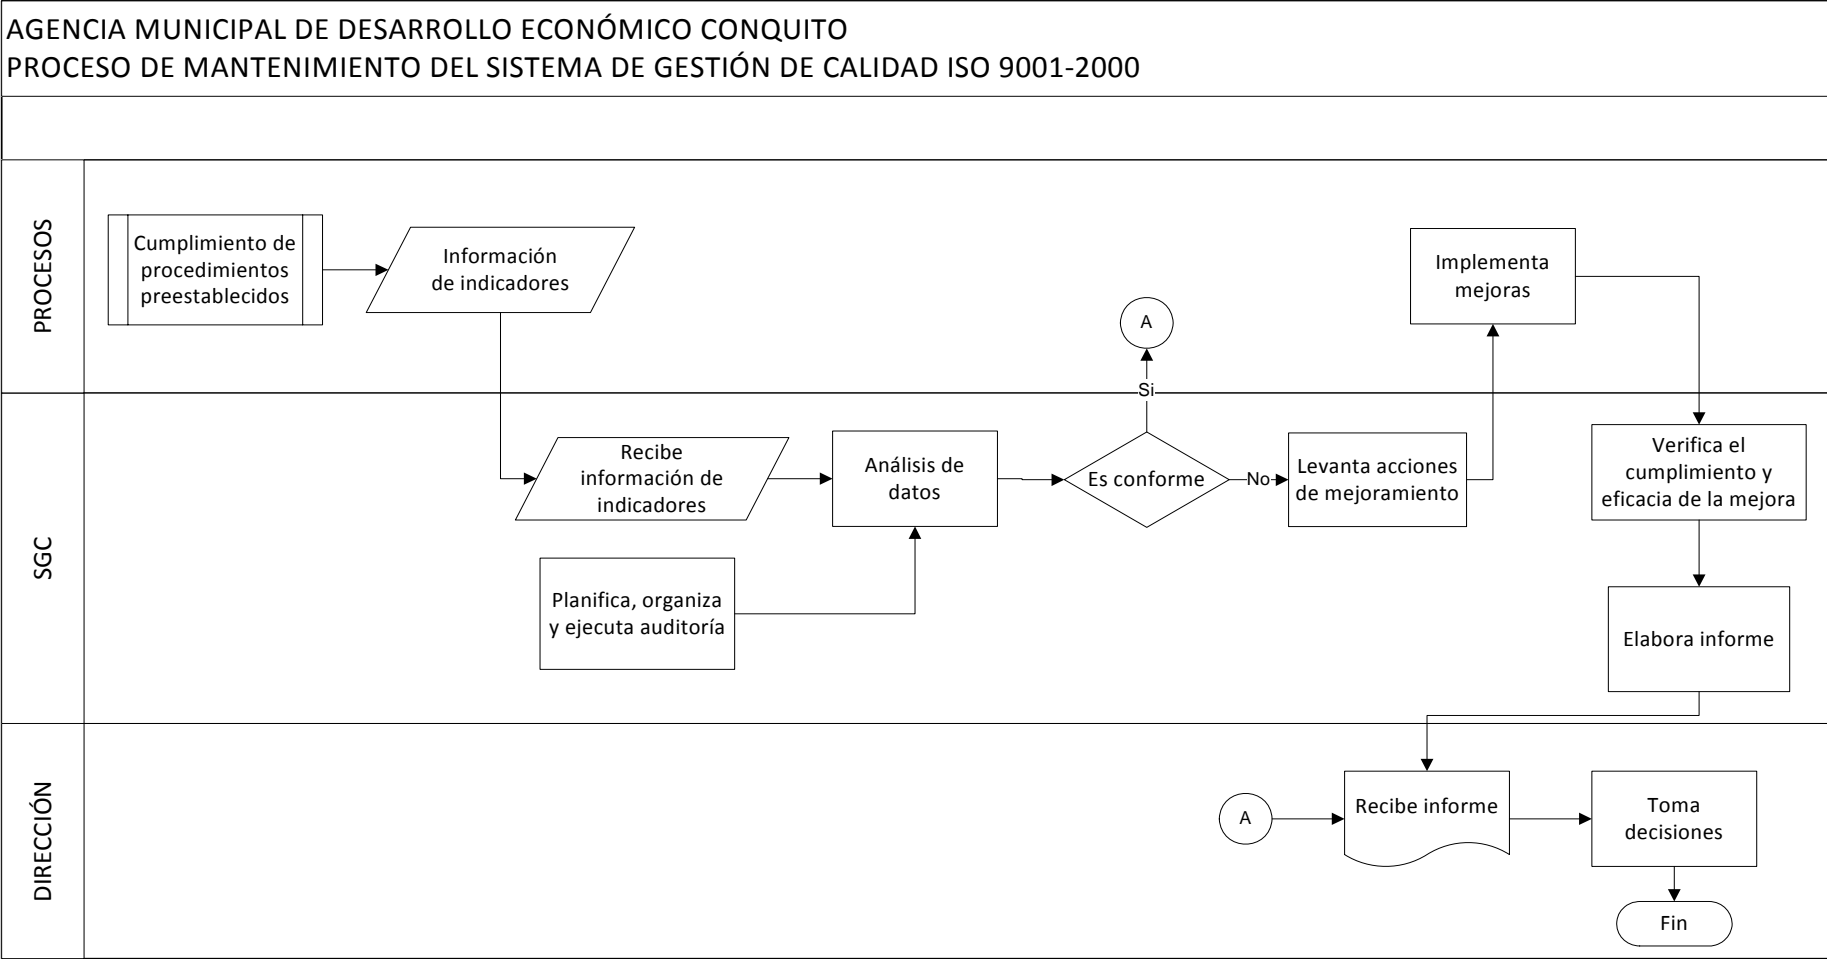 AGENCIA MUNICIPAL DE DESARROLLO ECONÓMICO CONQUITO
PROCESO DE MANTENIMIENTO DEL SISTEMA DE GESTIÓN DE CALIDAD ISO 9001-2000
PROCESOS
Cumplimiento de
procedimientos
preestablecidos
Información
de indicadores
A
Implementa
mejoras
Si
SGC
Recibe
información de
indicadores
Análisis de
datos
Es conforme
No
Levanta acciones
de mejoramiento
Verifica el
cumplimiento y
eficacia de la mejora
Planifica, organiza
y ejecuta auditoría
Elabora informe
DIRECCIÓN
A
Recibe informe
Toma
decisiones
Fin